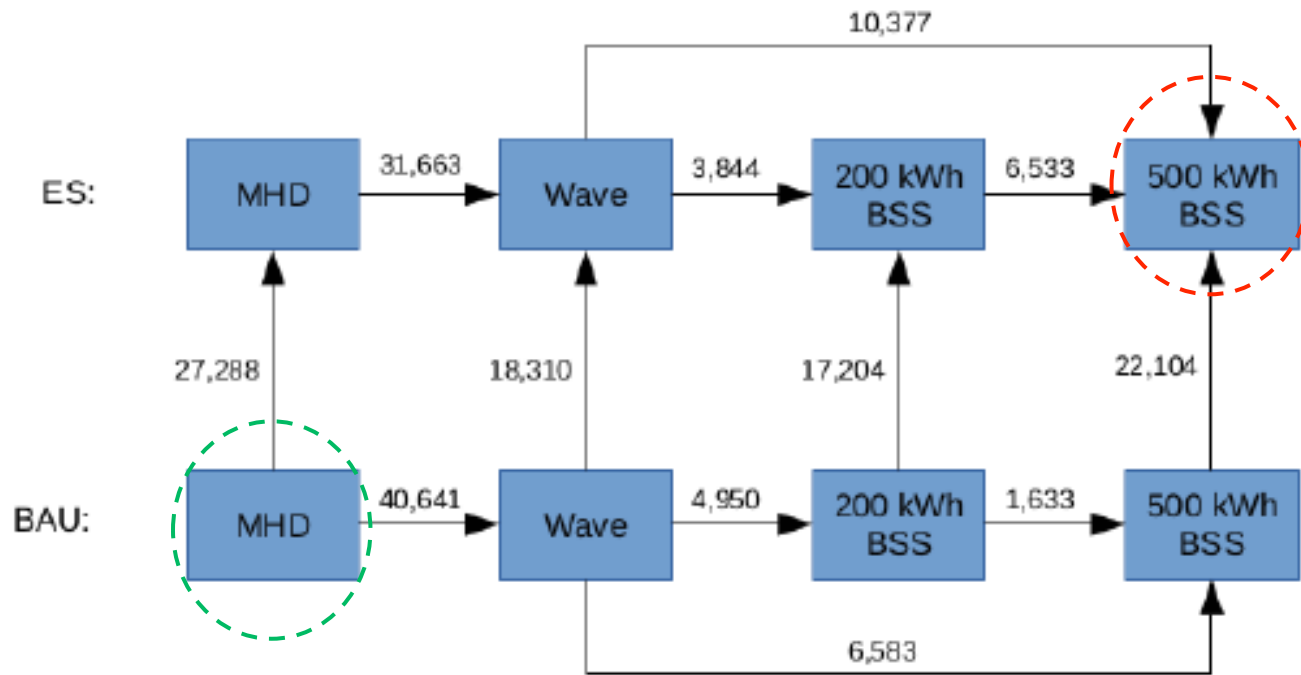 10,377
ES:
MHD
31,663
Wave
3,844
200 kWh
BSS
6,533
500 kWh
BSS
27,288
18,310
17,204
22,104
BAU:
MHD
40,641
Wave
4,950
200 kWh
BSS
1,633
500 kWh
BSS
6,583